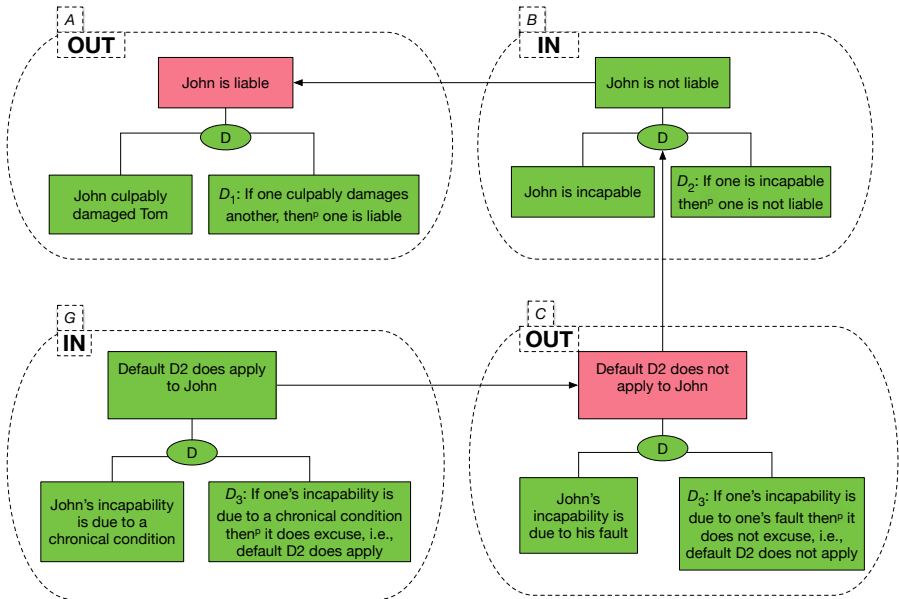 A
OUT
John is liable
D
John culpably
damaged Tom
D₁: If one culpably damages
another, thenᵖ one is liable
B
IN
John is not liable
D
John is incapable
D₂: If one is incapable
thenᵖ one is not liable
G
IN
Default D2 does apply
to John
D
John's incapability
is due to a
chronical condition
D₃: If one's incapability is
due to a chronical condition
thenᵖ it does excuse, i.e.,
default D2 does apply
C
OUT
Default D2 does not
apply to John
D
John's
incapability is
due to his fault
D₃: If one's incapability is
due to one's fault thenᵖ it
does not excuse, i.e.,
default D2 does not apply